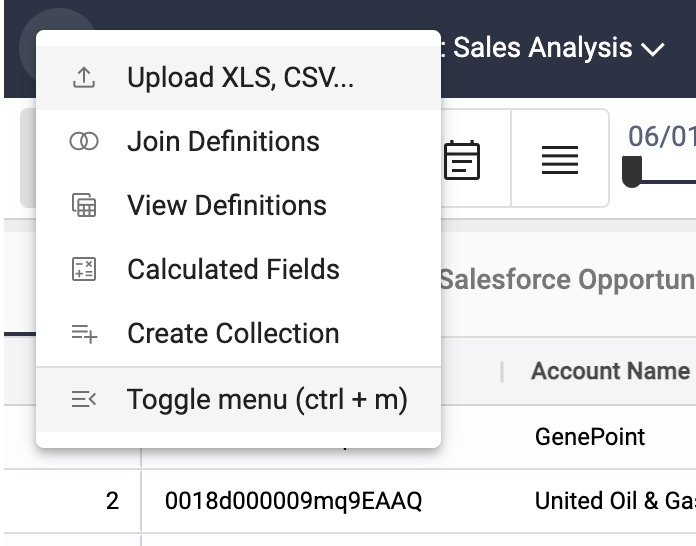 : Sales Analysis
Upload XLS, CSV...
Join Definitions
06/01
View Definitions
Calculated Fields
Salesforce Opportun
Create Collection
Account Name
Toggle menu (ctrl + m)
GenePoint
2 0018d000009mq9EAAQ United Oil & Gas